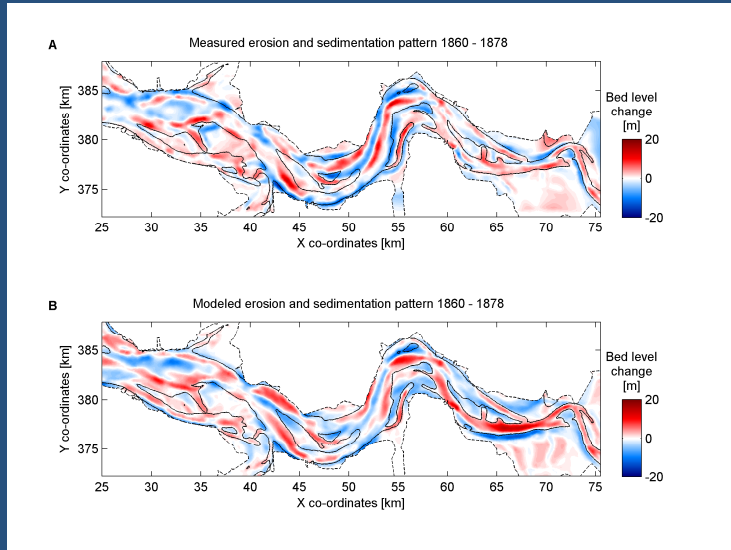 A
Measured erosion and sedimentation pattern 1860 - 1878
Y co-ordinates [km]
385
380
375
25 30 35 40 45 50 55 60 65 70 75
X co-ordinates [km]
Bed level
change
[m]
20
0
-20
B
Modeled erosion and sedimentation pattern 1860 - 1878
Y co-ordinates [km]
385
380
375
25 30 35 40 45 50 55 60 65 70 75
X co-ordinates [km]
Bed level
change
[m]
20
0
-20